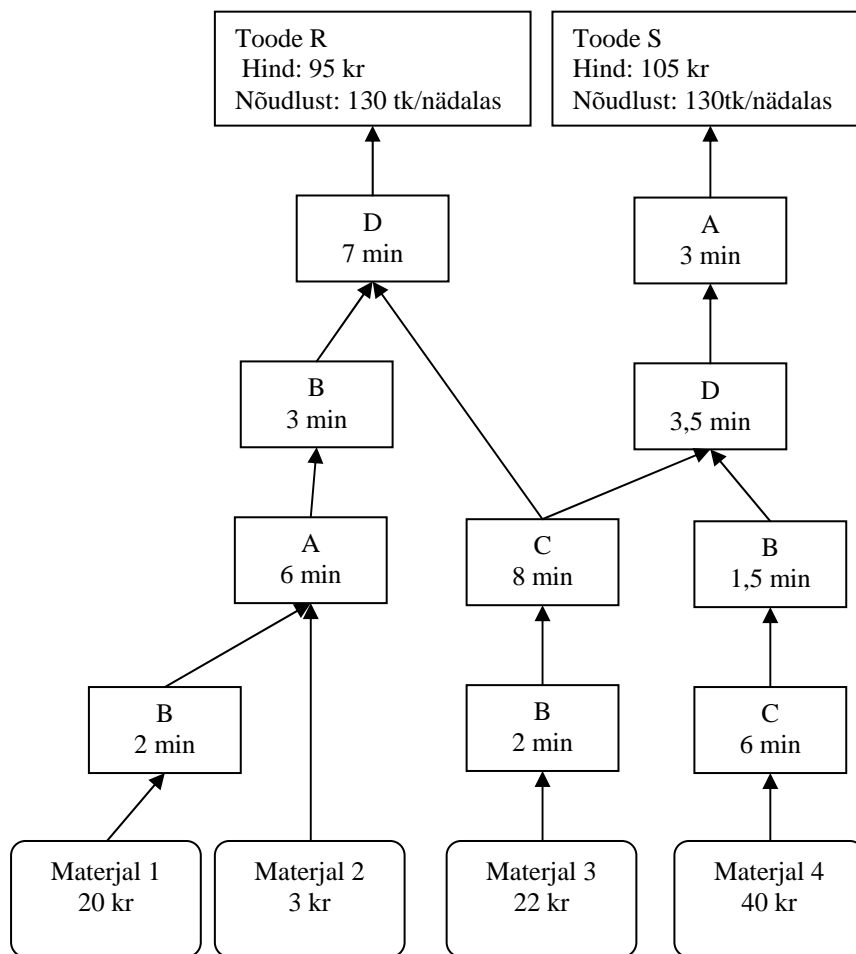 Toode R
Hind: 95 kr
Nõudlust: 130 tk/nädalas
Toode S
Hind: 105 kr
Nõudlust: 130tk/nädalas
D
7 min
A
3 min
B
3 min
D
3,5 min
A
6 min
C
8 min
B
1,5 min
B
2 min
B
2 min
C
6 min
Materjal 1
20 kr
Materjal 2
3 kr
Materjal 3
22 kr
Materjal 4
40 kr